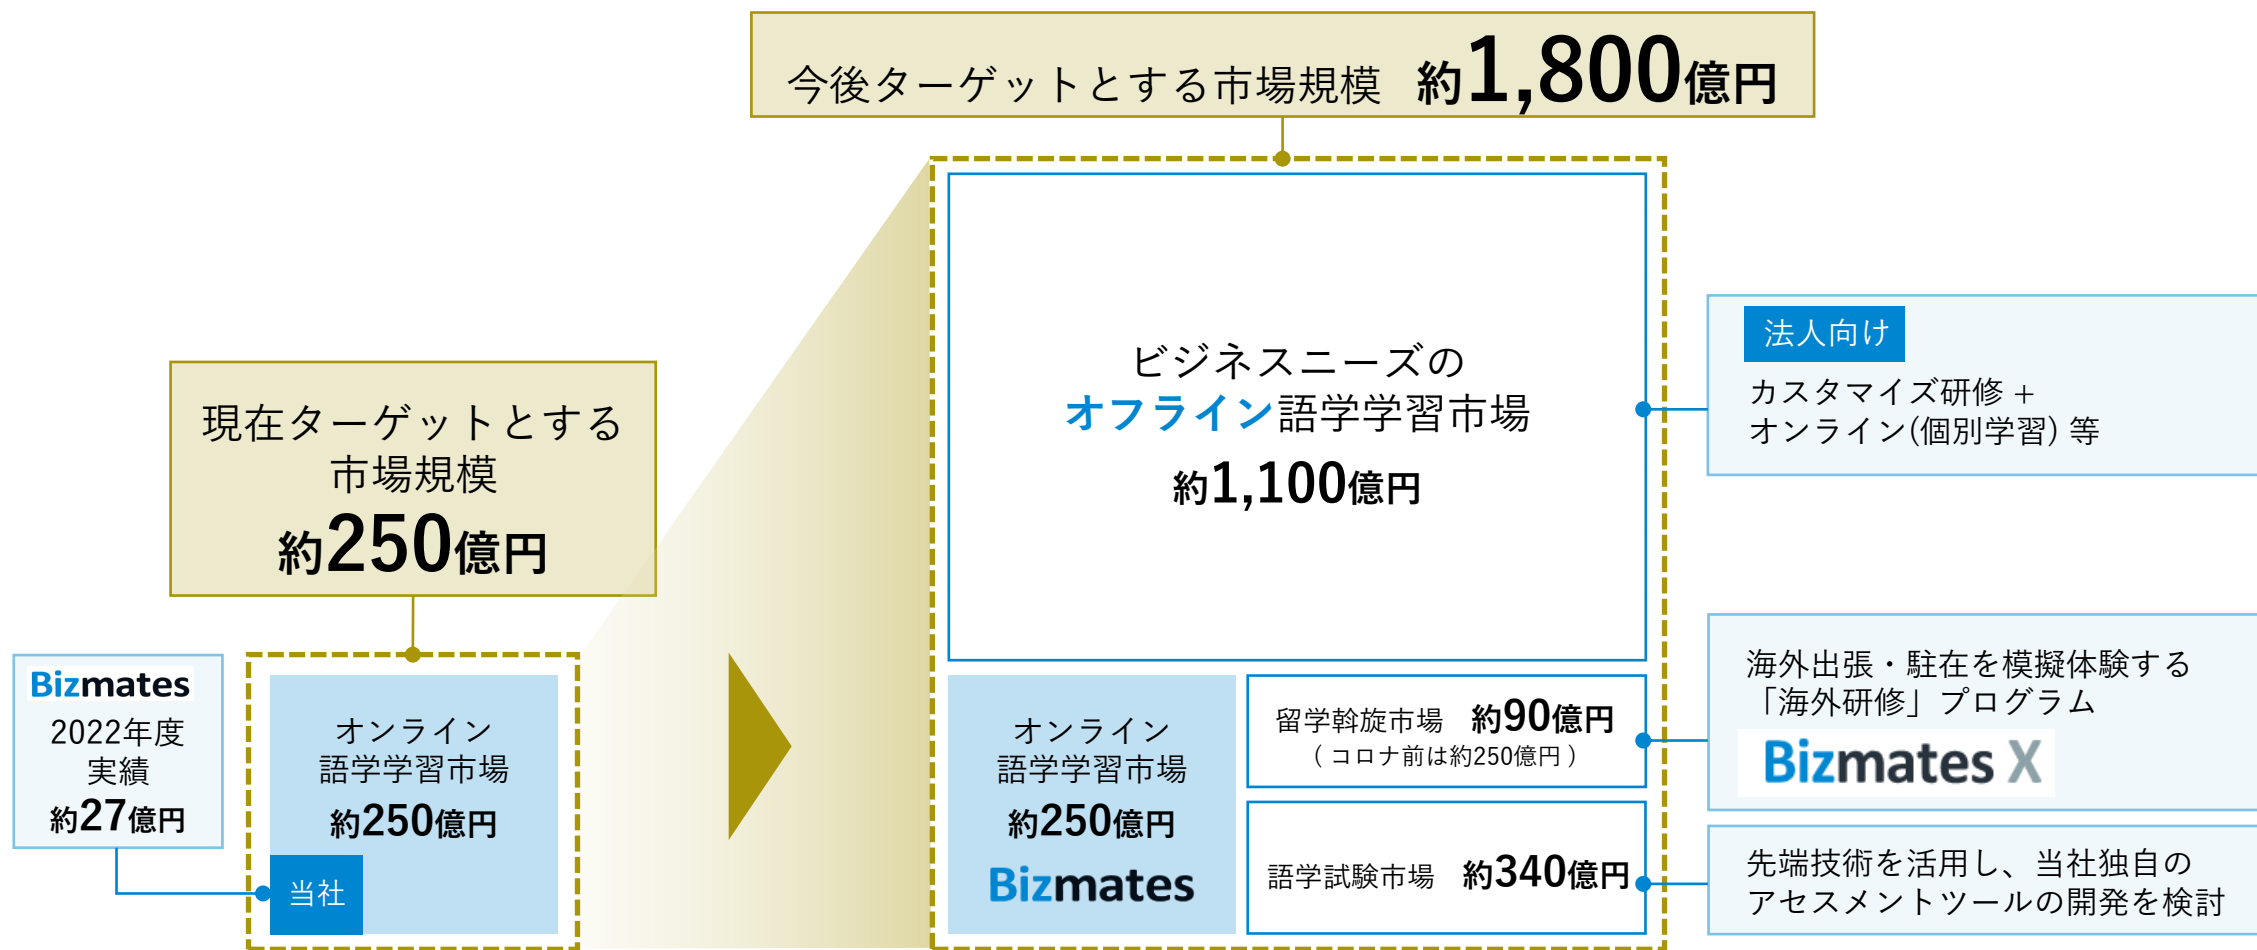 今後ターゲットとする市場規模 約1,800億円
現在ターゲットとする
市場規模
約250億円
Bizmates
2022年度
実績
約27億円
オンライン
語学学習市場
約250億円
当社
ビジネスニーズの
オフライン語学学習市場
約1,100億円
オンライン
語学学習市場
約250億円
Bizmates
留学斡旋市場 約90億円
( コロナ前は約250億円 )
語学試験市場 約340億円
法人向け
カスタマイズ研修 +
オンライン(個別学習) 等
海外出張・駐在を模擬体験する
「海外研修」プログラム
Bizmates X
先端技術を活用し、当社独自の
アセスメントツールの開発を検討